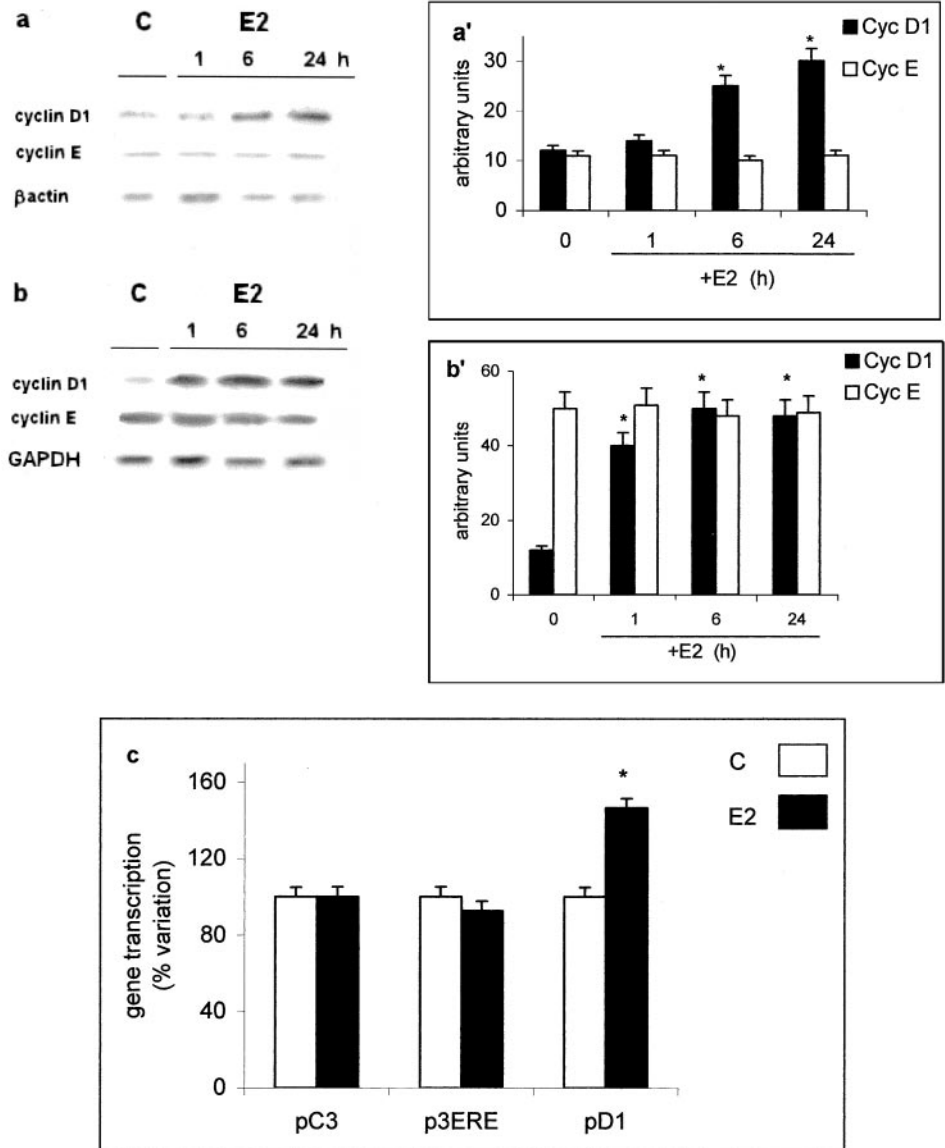 a
C E2
1 6 24 h
cyclin D1
cyclin E
βactin
a'
Cyc D1
Cyc E
arbitrary units
30
20
10
0
* *
0 1 6 24
+E2 (h)
b
C E2
1 6 24 h
cyclin D1
cyclin E
GAPDH
b'
Cyc D1
Cyc E
arbitrary units
60
40
20
0
* * *
0 1 6 24
+E2 (h)
c
C
E2
gene transcription
(% variation)
160
120
80
40
0
*
pC3 p3ERE pD1